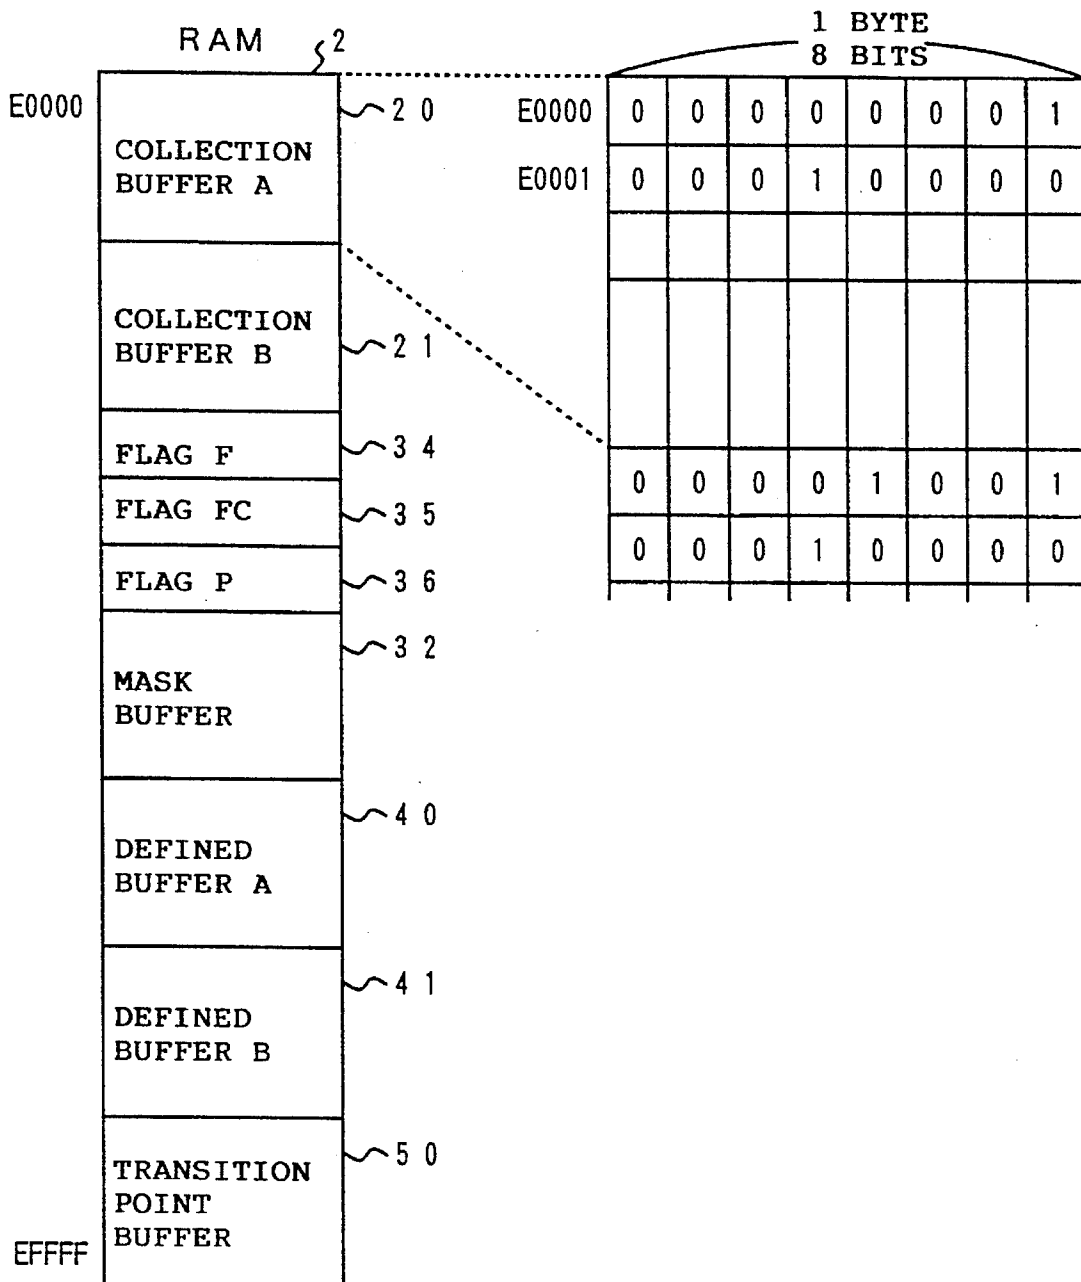 RAM 2
E0000
COLLECTION
BUFFER A
20
COLLECTION
BUFFER B
21
FLAG F
34
FLAG FC
35
FLAG P
36
MASK
BUFFER
32
DEFINED
BUFFER A
40
DEFINED
BUFFER B
41
TRANSITION
POINT
BUFFER
50
EFFFF
1 BYTE
8 BITS
E0000 0 0 0 0 0 0 0 1
E0001 0 0 0 1 0 0 0 0
0 0 0 0 1 0 0 1
0 0 0 1 0 0 0 0